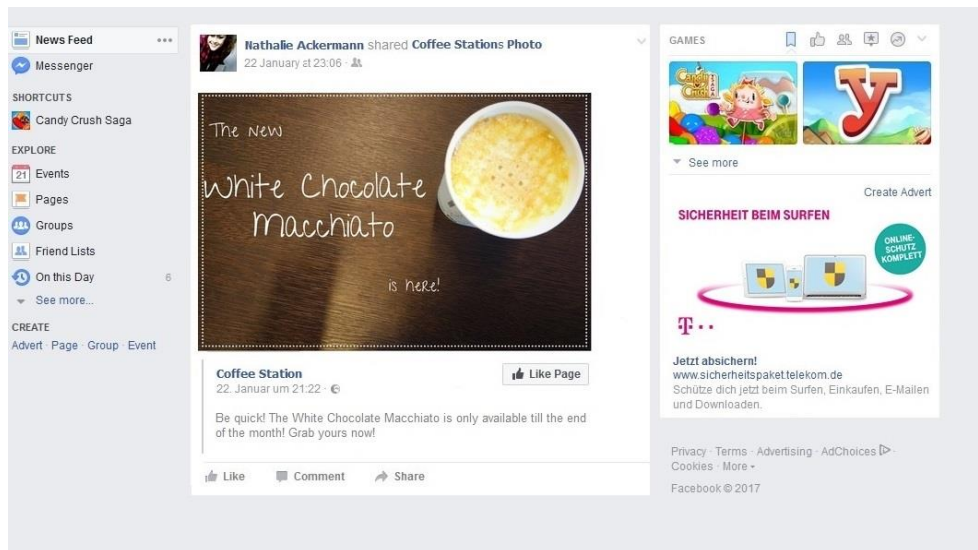 News Feed
Messenger
SHORTCUTS
Candy Crush Saga
EXPLORE
21 Events
Pages
Groups
Friend Lists
On this Day 6
See more...
CREATE
Advert · Page · Group · Event
Nathalie Ackermann shared Coffee Stations Photo
22 January at 23:06 ·
The New
White Chocolate
Macchiato
is here!
Coffee Station
22. Januar um 21:22 ·
Like Page
Be quick! The White Chocolate Macchiato is only available till the end
of the month! Grab yours now!
Like Comment Share
GAMES
Candy
Crush
SAGA
y
See more
Create Advert
SICHERHEIT BEIM SURFEN
ONLINE-
SCHUTZ
KOMPLETT
T··
Jetzt absichern!
www.sicherheitspaket.telekom.de
Schütze dich jetzt beim Surfen, Einkaufen, E-Mailen
und Downloaden.
Privacy · Terms · Advertising · AdChoices ·
Cookies · More
Facebook © 2017